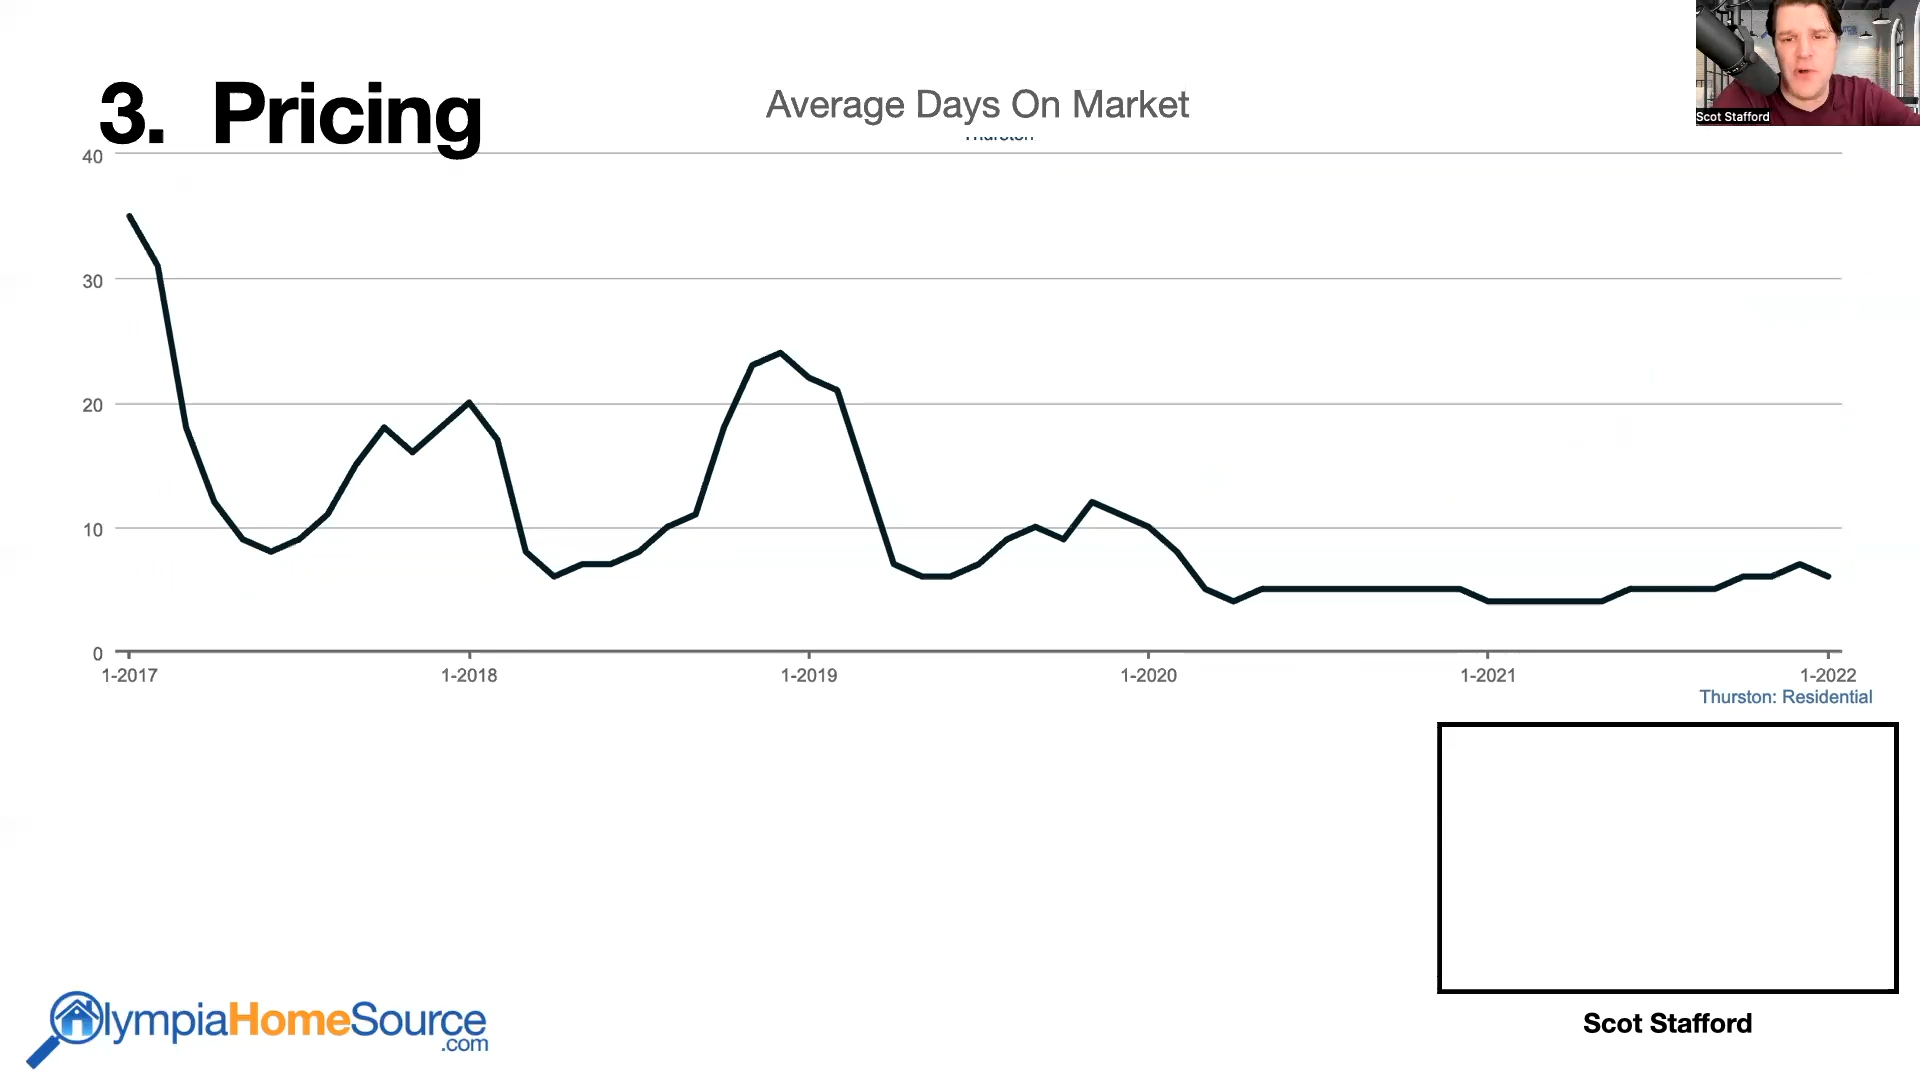 3. Pricing
Average Days On Market
Scot Stafford
Thurston
40
30
20
10
0
1-2017
1-2018
1-2019
1-2020
1-2021
1-2022
Thurston: Residential
OlympiaHomeSource
.com
Scot Stafford